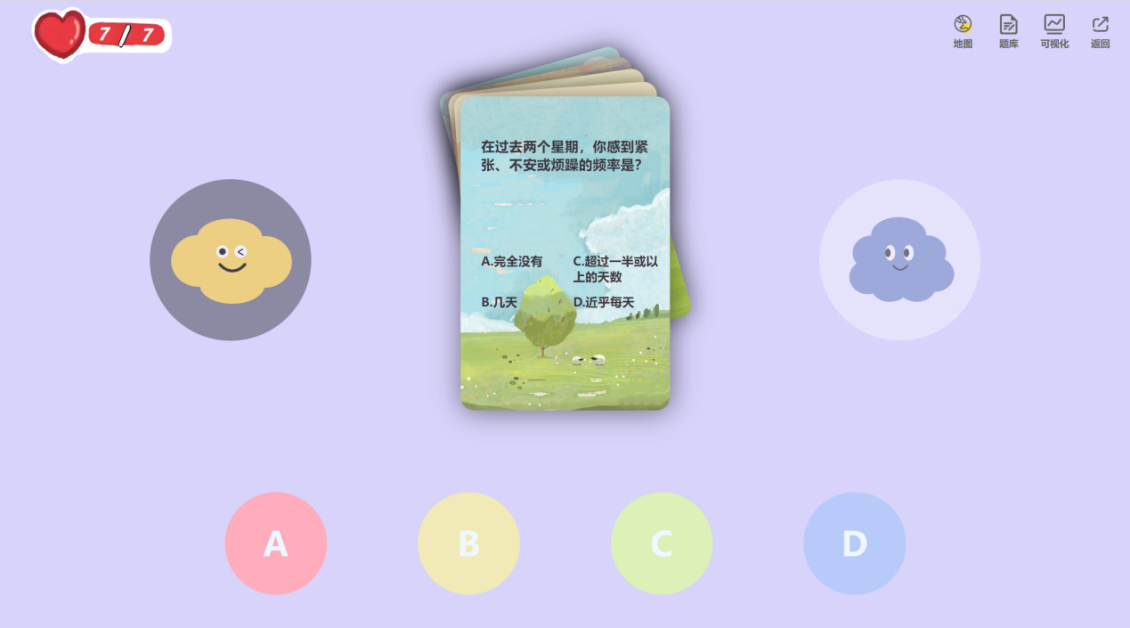 7 / 7
地图
题库
可视化
返回
在过去两个星期，你感到紧
张、不安或烦躁的频率是？
A.完全没有
C.超过一半或以
上的天数
B.几天
D.近乎每天
A
B
C
D